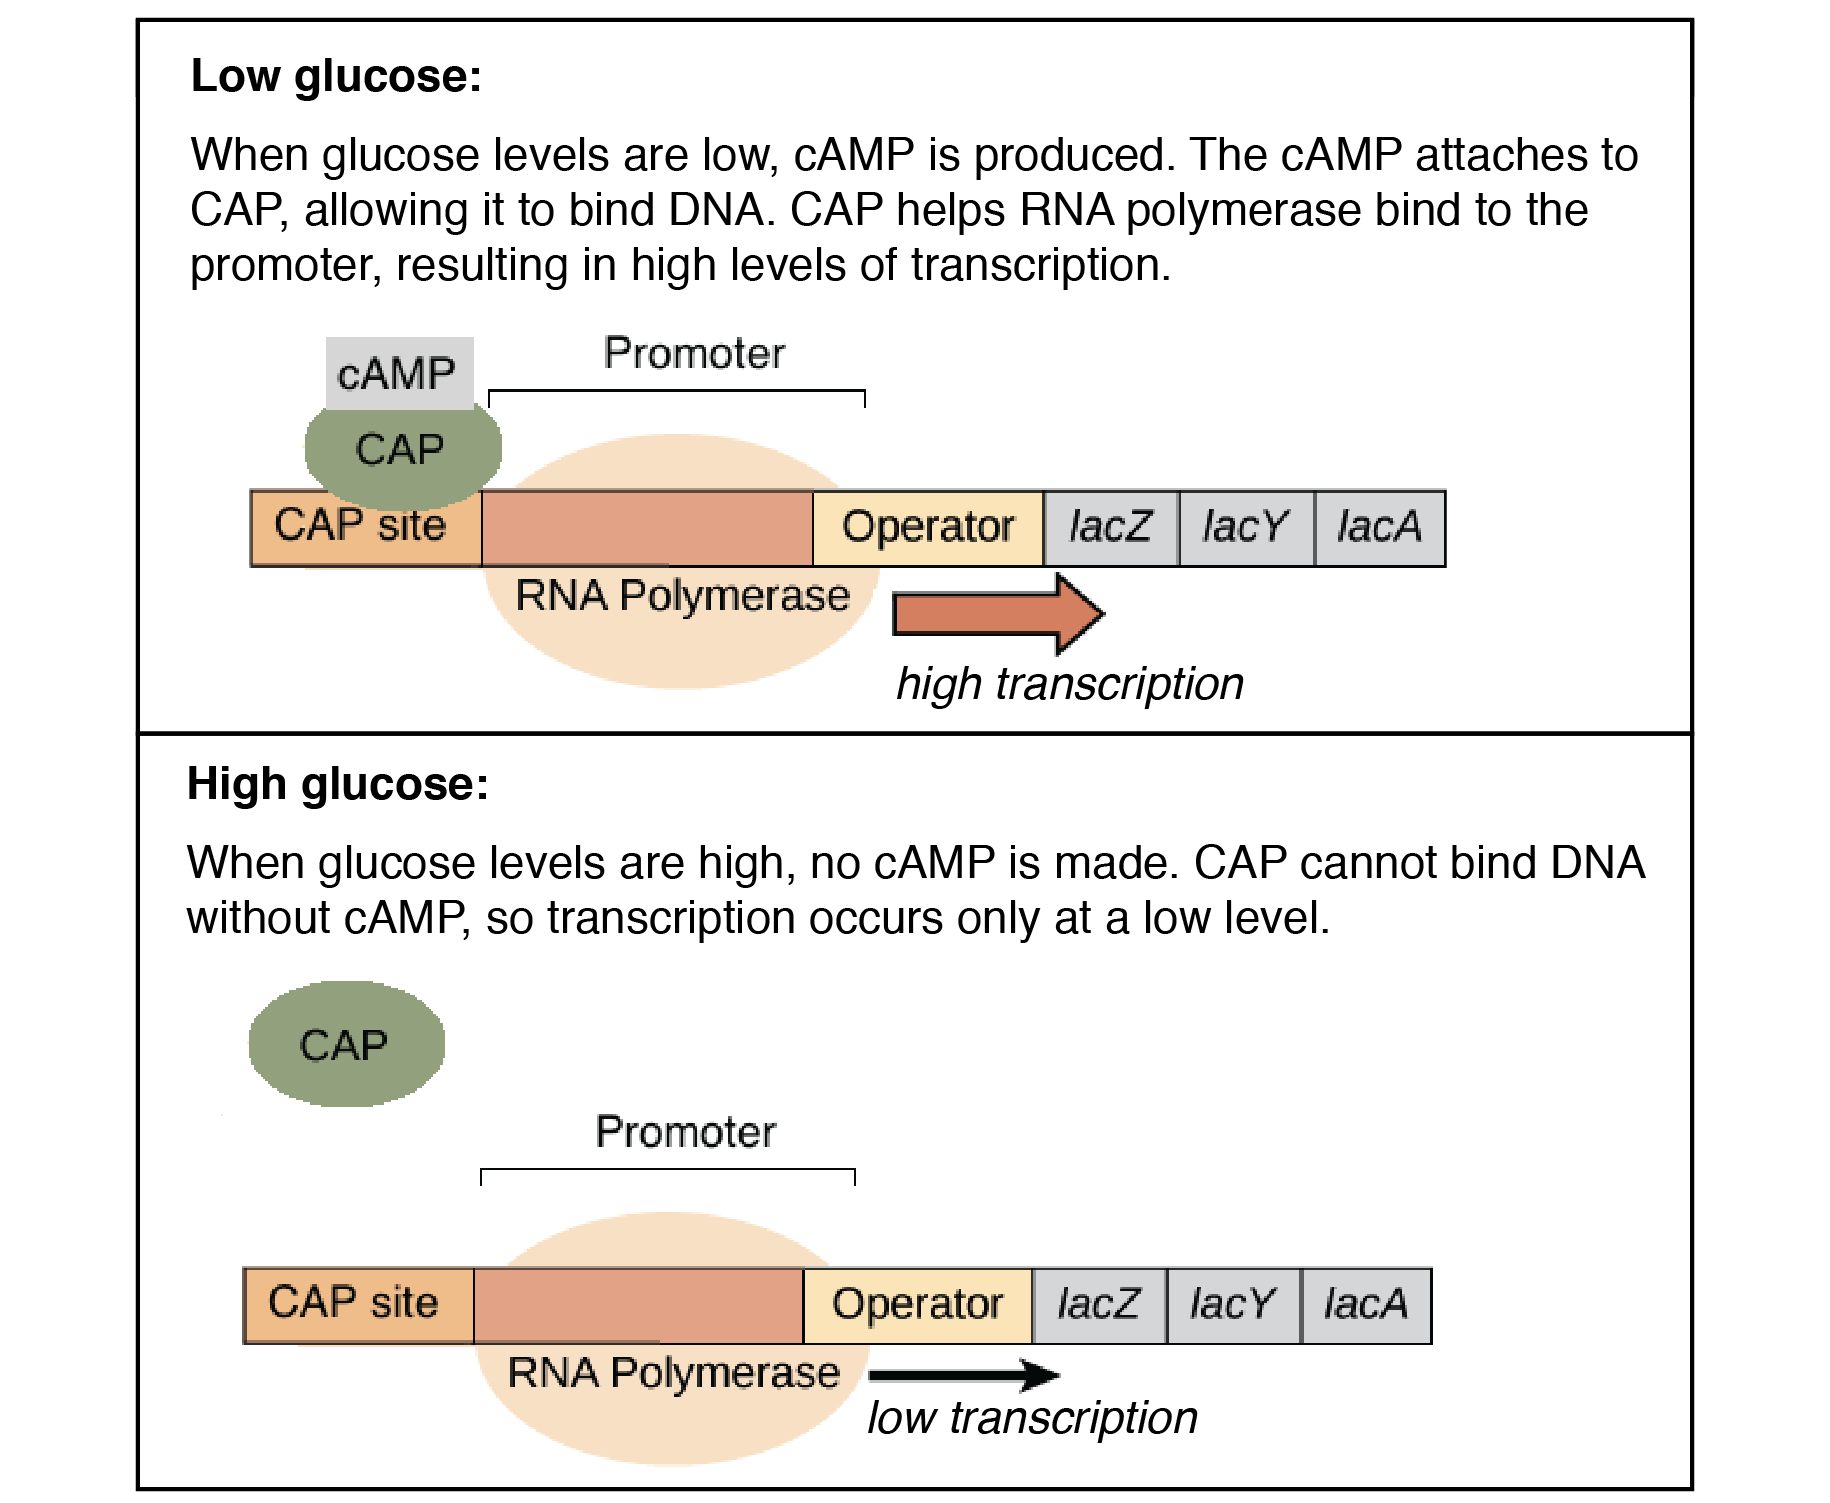 Low glucose:
When glucose levels are low, cAMP is produced. The cAMP attaches to
CAP, allowing it to bind DNA. CAP helps RNA polymerase bind to the
promoter, resulting in high levels of transcription.
Promoter
cAMP
CAP
CAP site
Operator
lacZ
lacY
lacA
RNA Polymerase
high transcription
High glucose:
When glucose levels are high, no cAMP is made. CAP cannot bind DNA
without cAMP, so transcription occurs only at a low level.
CAP
Promoter
CAP site
Operator
lacZ
lacY
lacA
RNA Polymerase
low transcription